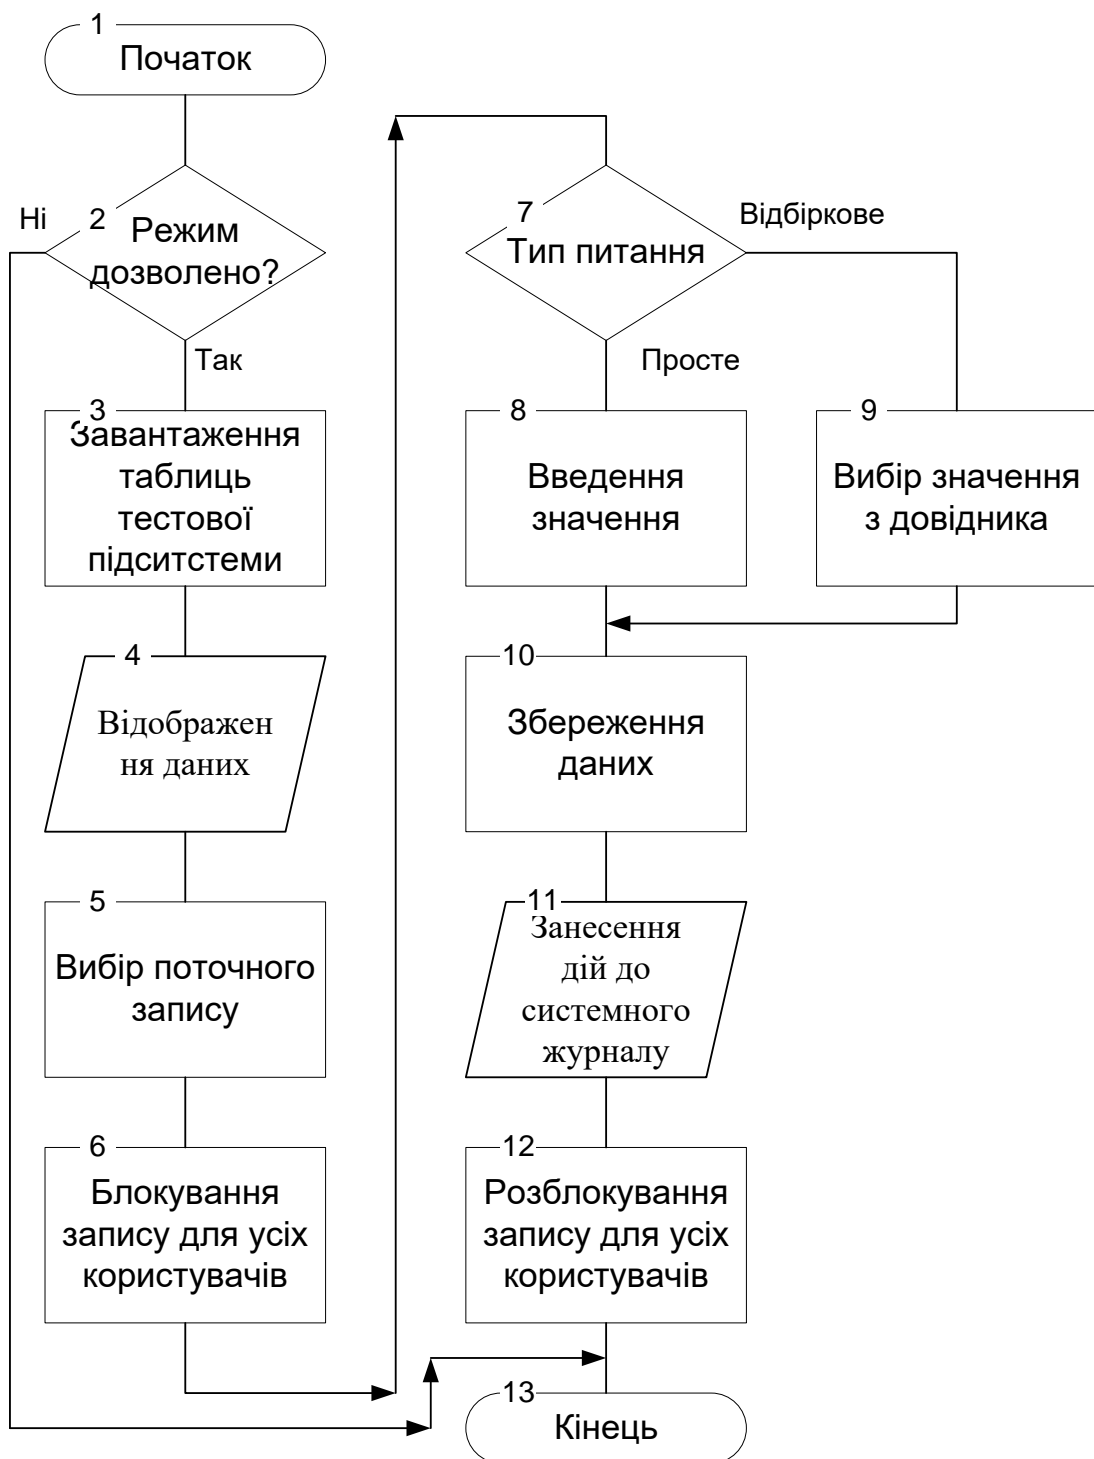 1
Початок
Ні
2
Режим
дозволено?
Так
3
Завантаження
таблиць
тестової
підситстеми
4
Відображен
ня даних
5
Вибір поточного
запису
6
Блокування
запису для усіх
користувачів
7
Тип питання
Відбіркове
Просте
8
Введення
значення
9
Вибір значення
з довідника
10
Збереження
даних
11
Занесення
дій до
системного
журналу
12
Розблокування
запису для усіх
користувачів
13
Кінець